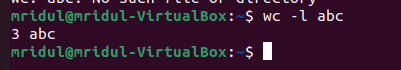 wc: abc: No such file or directory
mridul@mridul-VirtualBox:~$ wc -l abc
3 abc
mridul@mridul-VirtualBox:~$